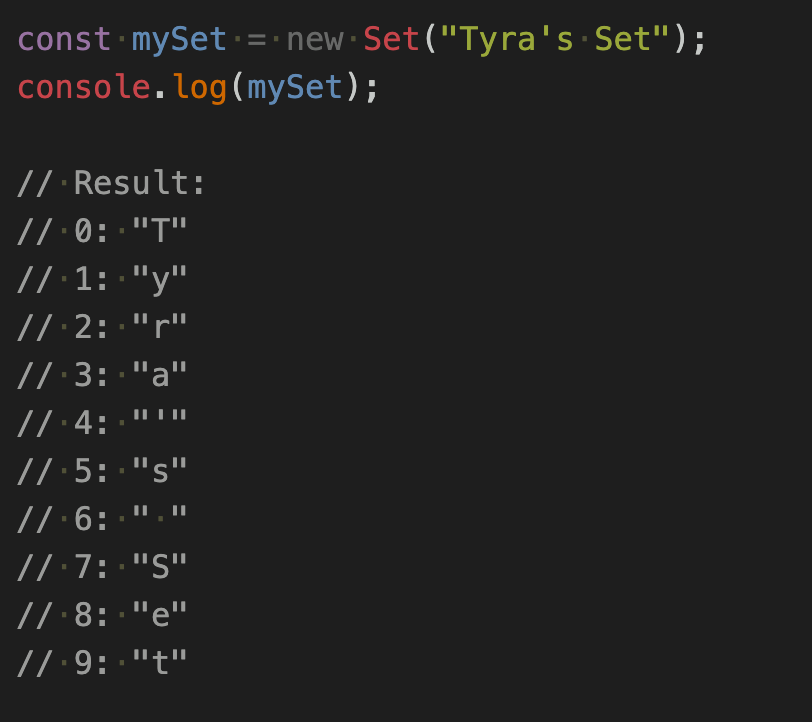 const mySet = new Set("Tyra's Set");
console.log(mySet);
// Result:
// 0: "T"
// 1: "y"
// 2: "r"
// 3: "a"
// 4: "'"
// 5: "s"
// 6: " "
// 7: "S"
// 8: "e"
// 9: "t"